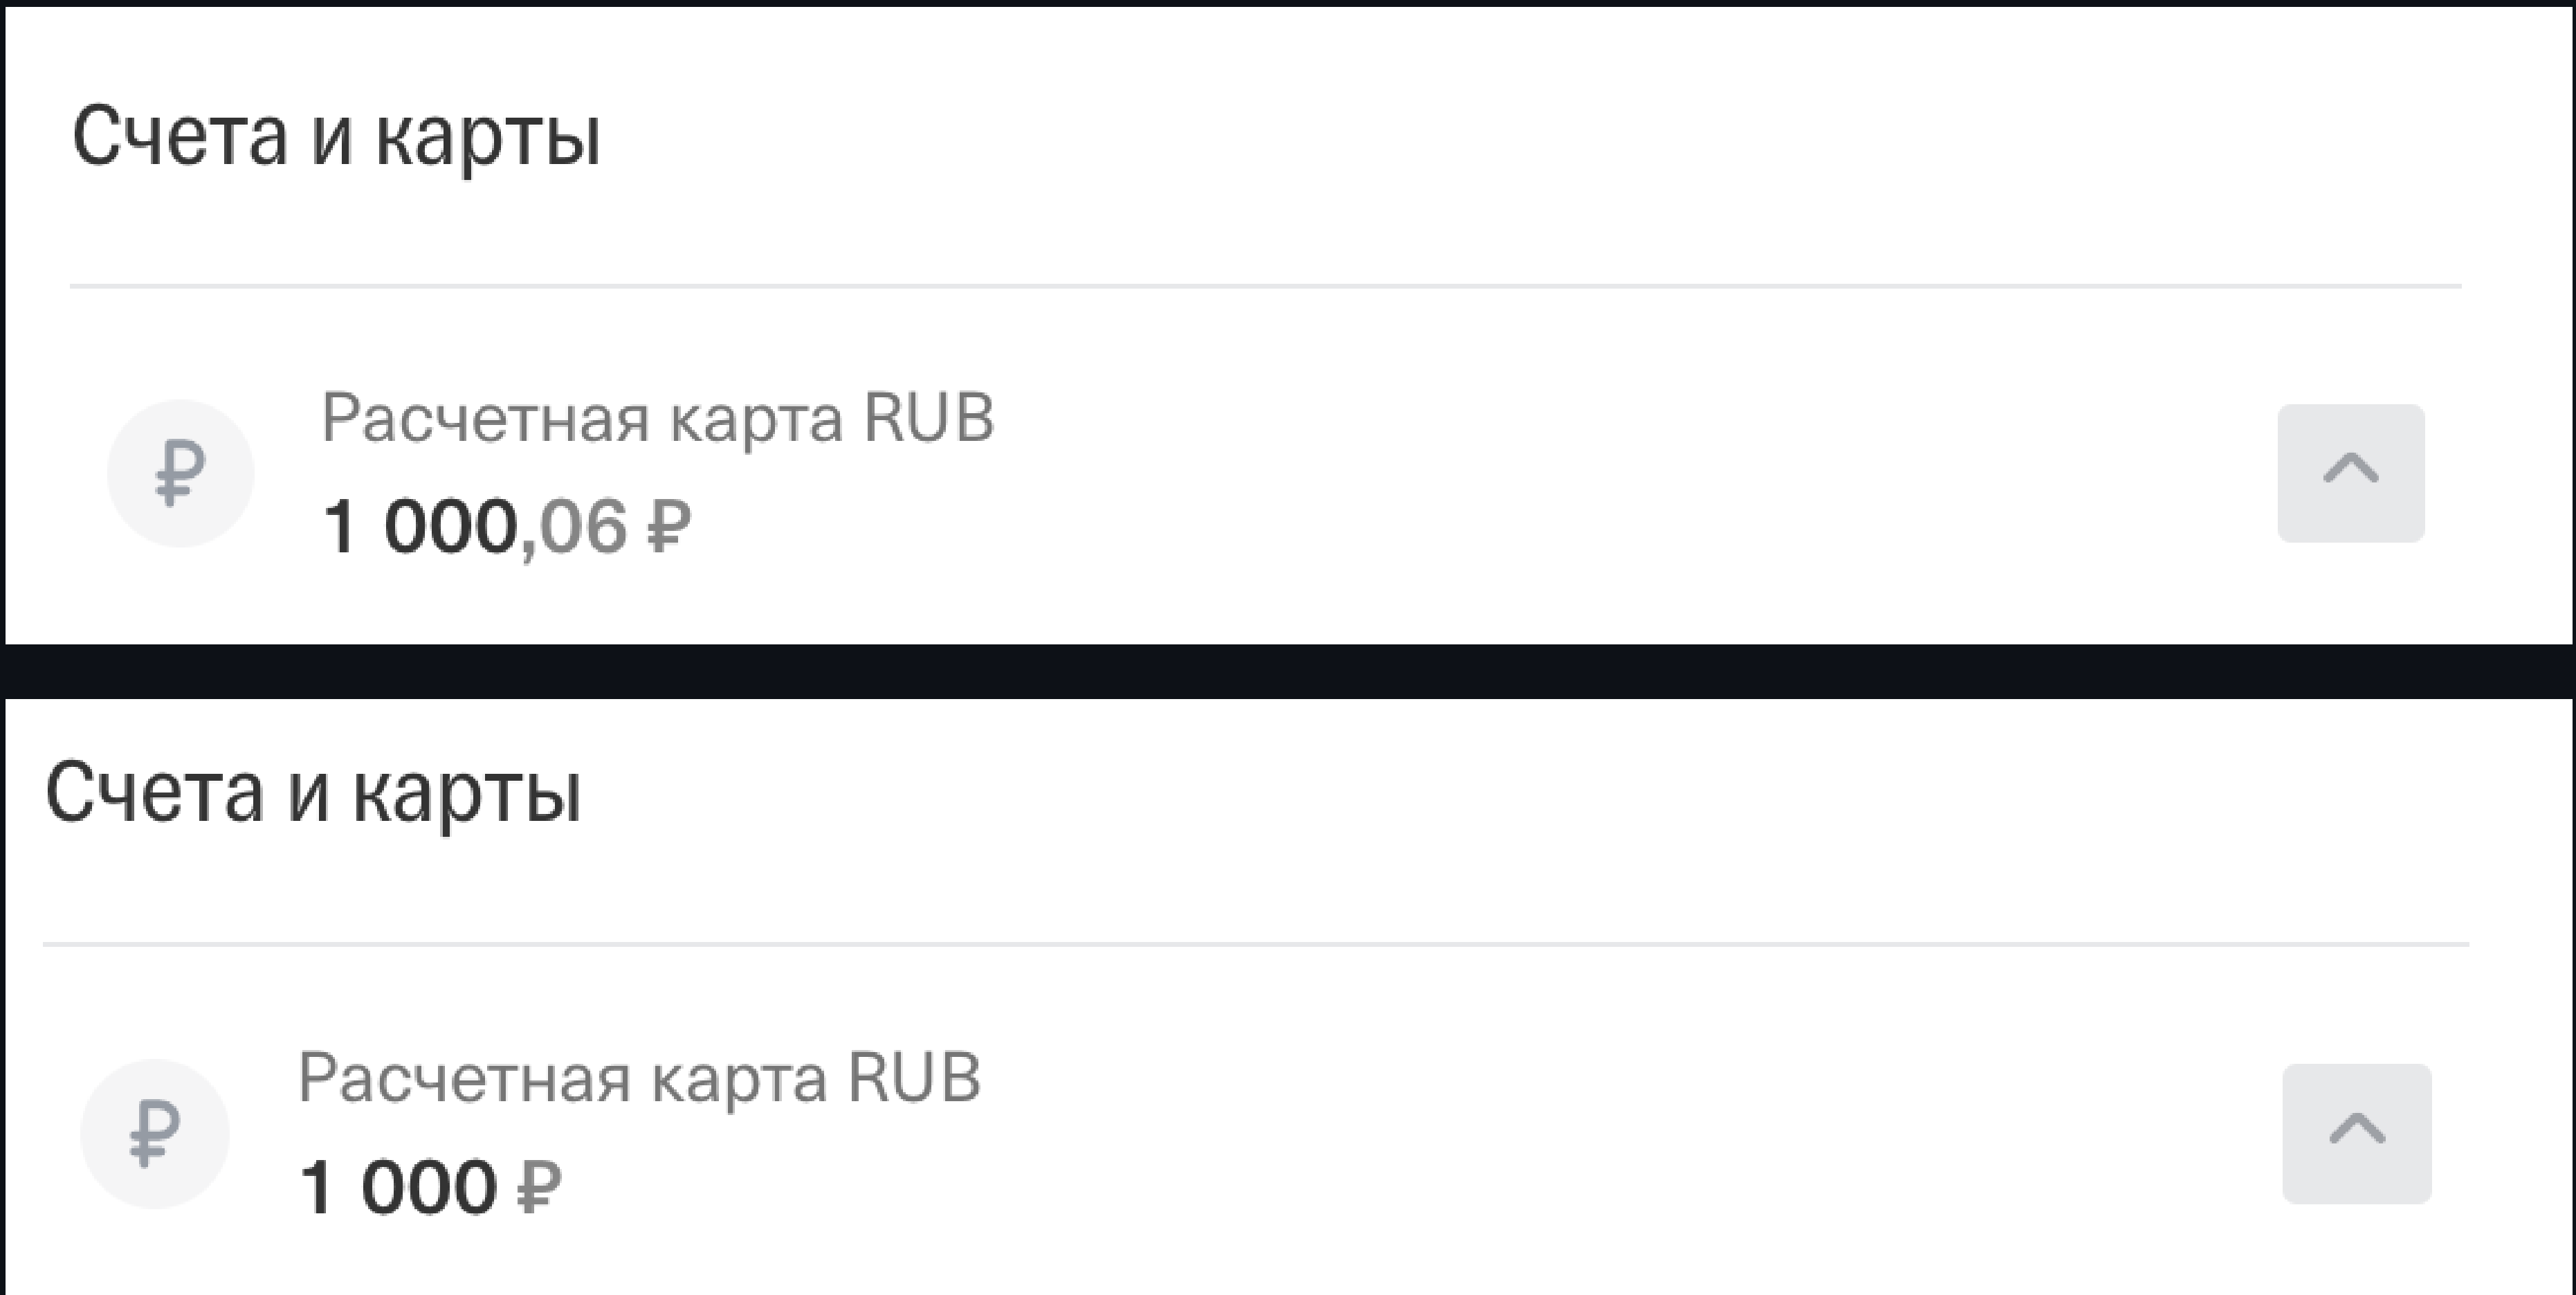 Счета и карты
₽
Расчетная карта RUB
1 000,06 ₽
Счета и карты
₽
Расчетная карта RUB
1 000 ₽